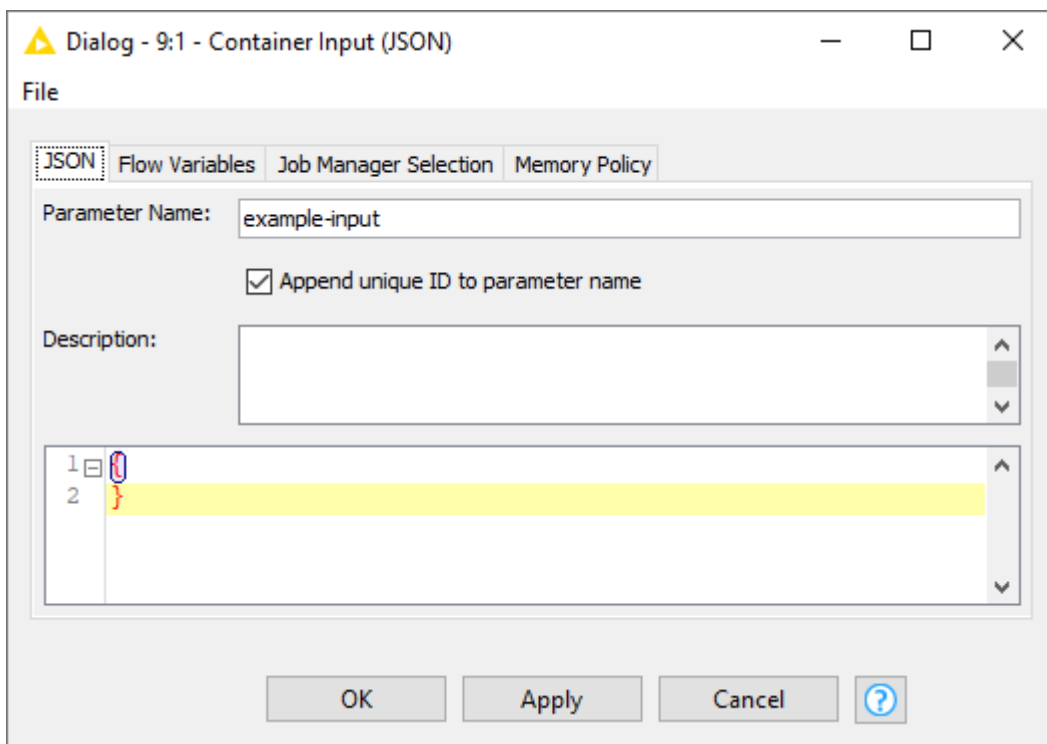 Dialog - 9:1 - Container Input (JSON)
File
JSON Flow Variables Job Manager Selection Memory Policy
Parameter Name: example-input
Append unique ID to parameter name
Description:
1 {
2 }
OK Apply Cancel ?